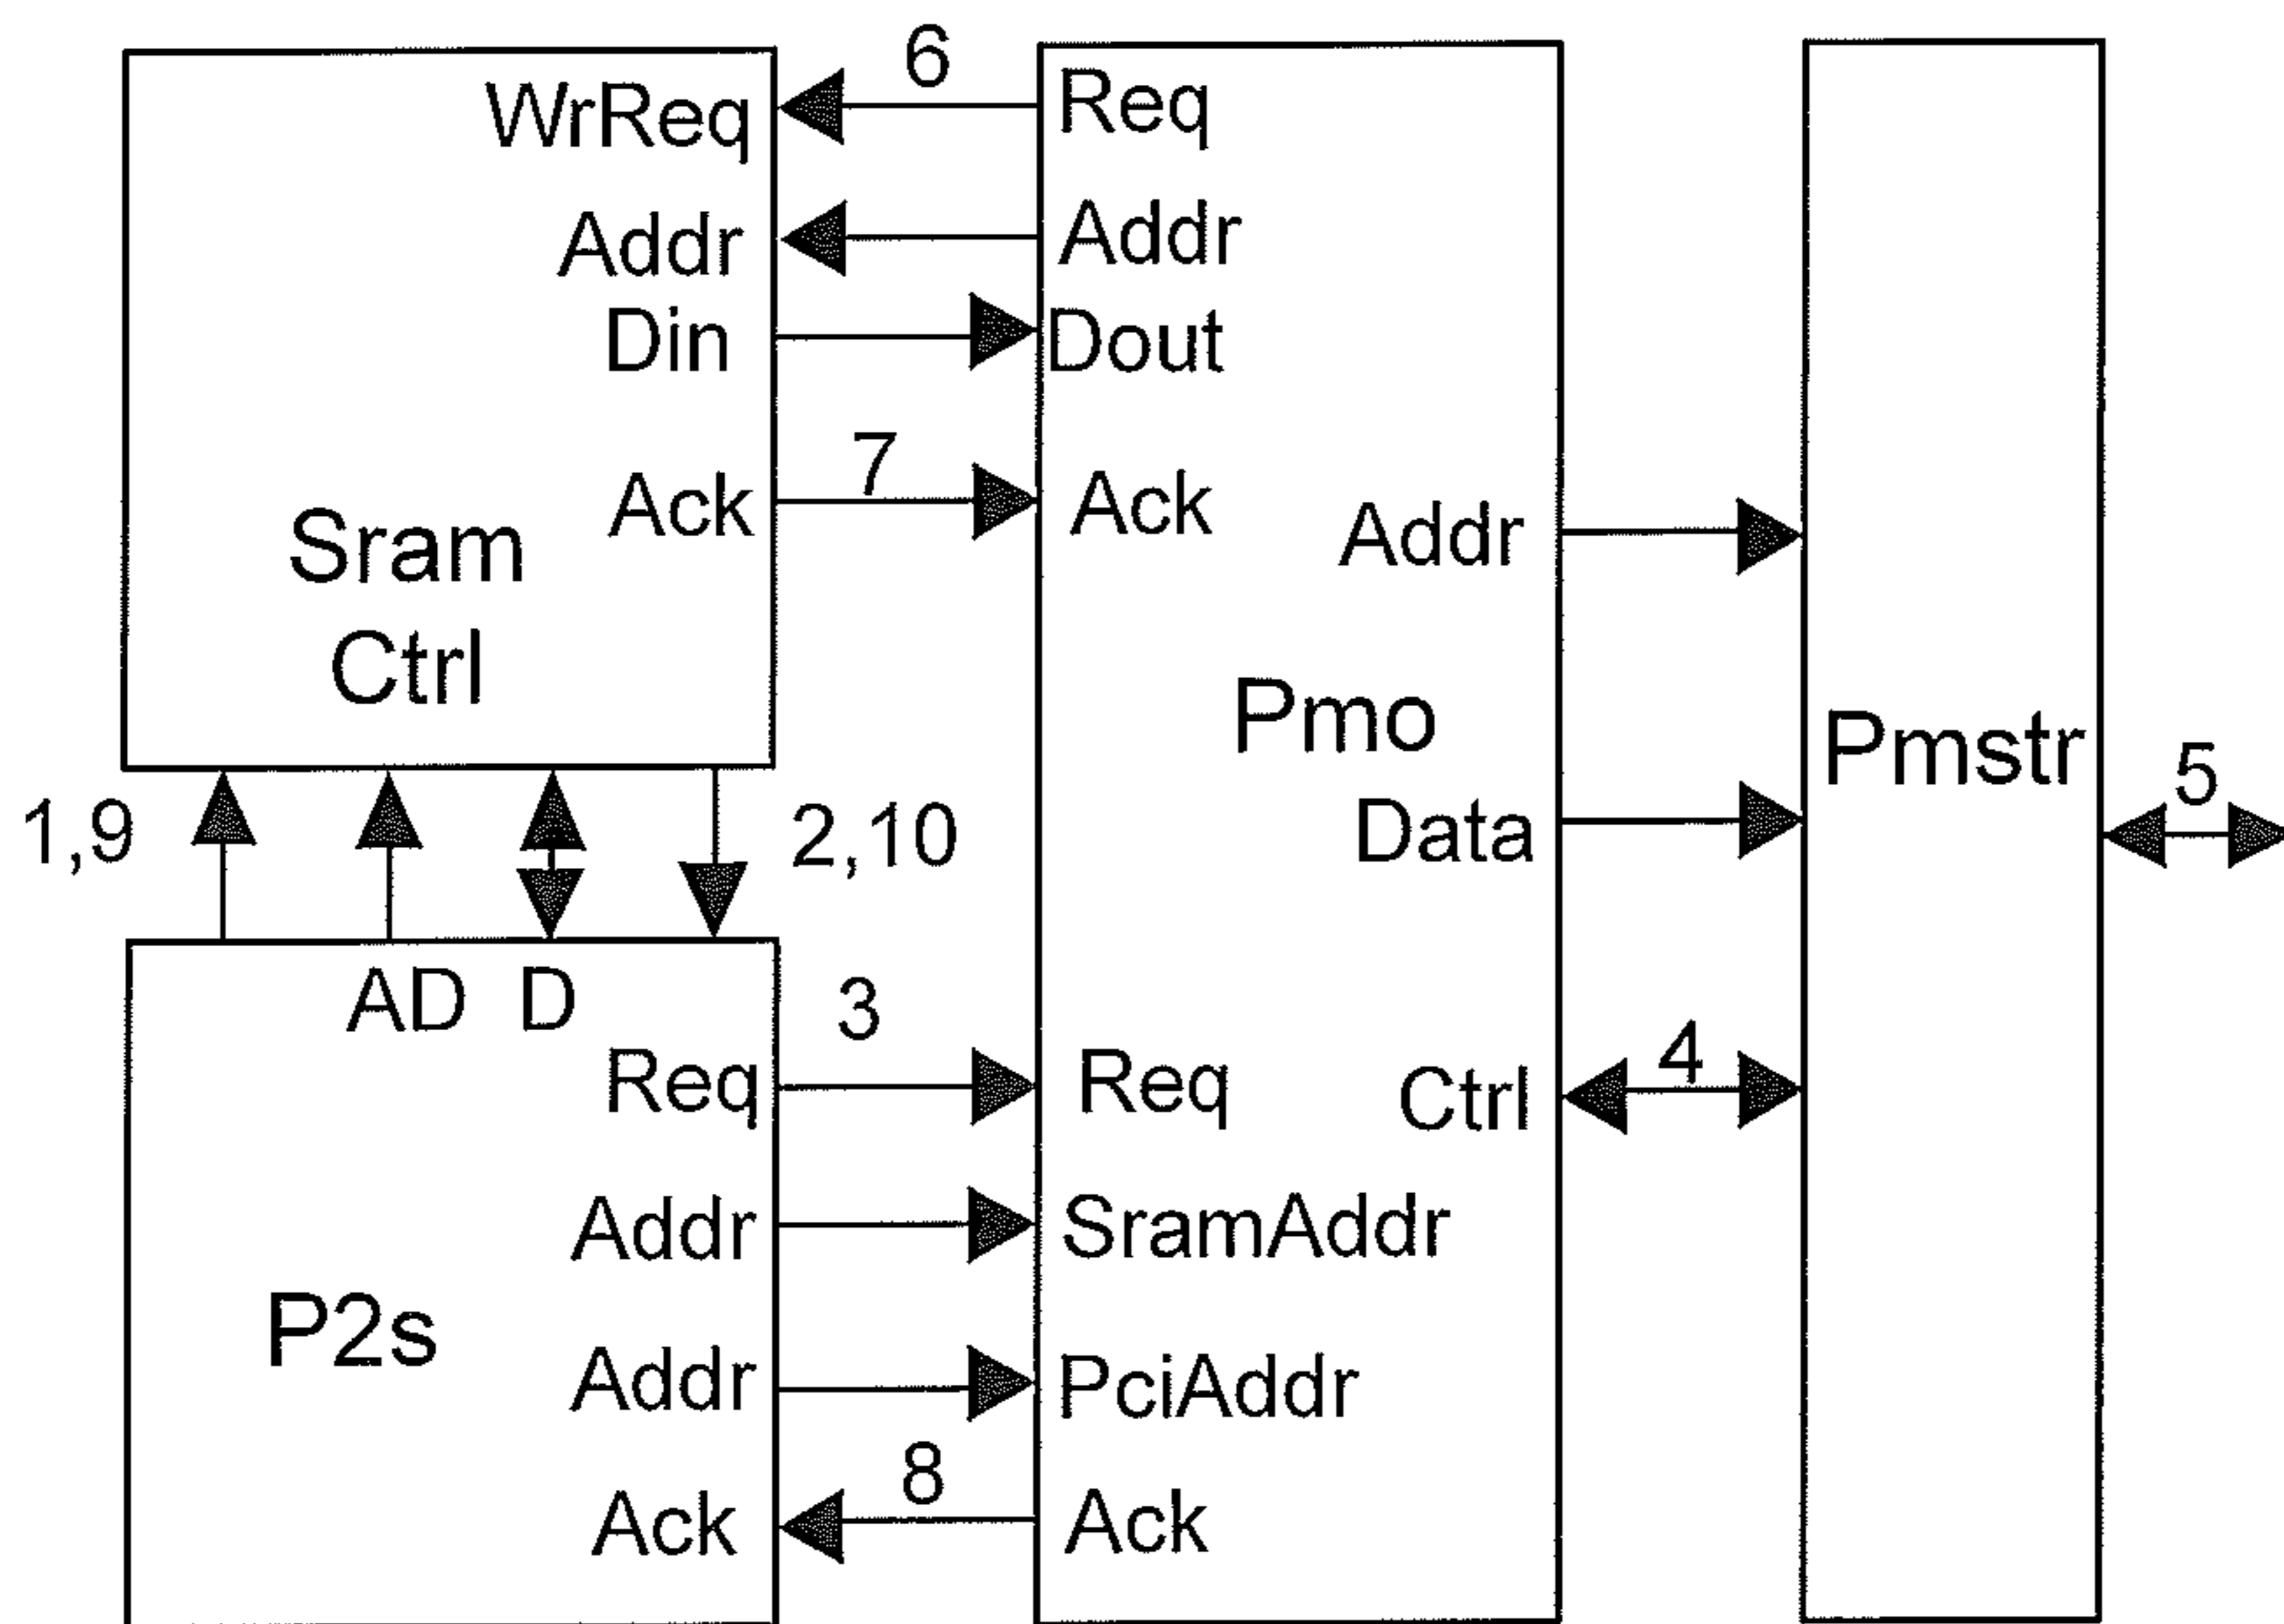 6
WrReq Req
Addr Addr
Din Dout
7
Ack Ack
Addr
Sram
Ctrl
Pmo
Pmstr
5
1,9 2,10
Data
AD D
3
4
Req Req Ctrl
Addr SramAddr
P2s
Addr PciAddr
8
Ack Ack